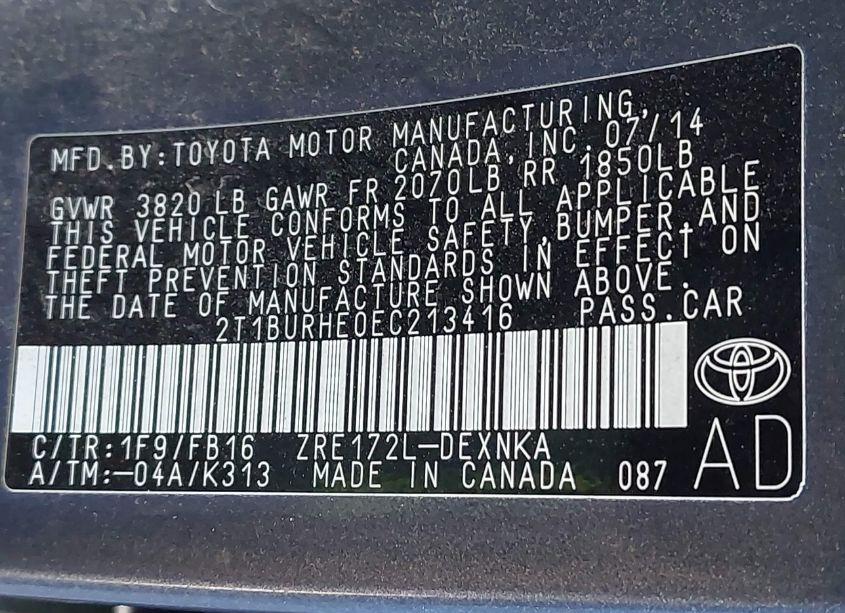 MFD.BY:TOYOTA MOTOR MANUFACTURING,
CANADA,INC.07/14
GVWR 3820 LB GAWR FR 2070LB RR 1850LB
THIS VEHICLE CONFORMS TO ALL APPLICABLE
FEDERAL MOTOR VEHICLE SAFETY,BUMPER,AND
THEFT PREVENTION STANDARDS IN EFFECT ON
THE DATE OF MANUFACTURE SHOWN ABOVE.
2T1BURHE0EC213416 PASS.CAR
C/TR:1F9/FB16 ZRE172L-DEXNKA
A/TM:-04A/K313 MADE IN CANADA 087 AD